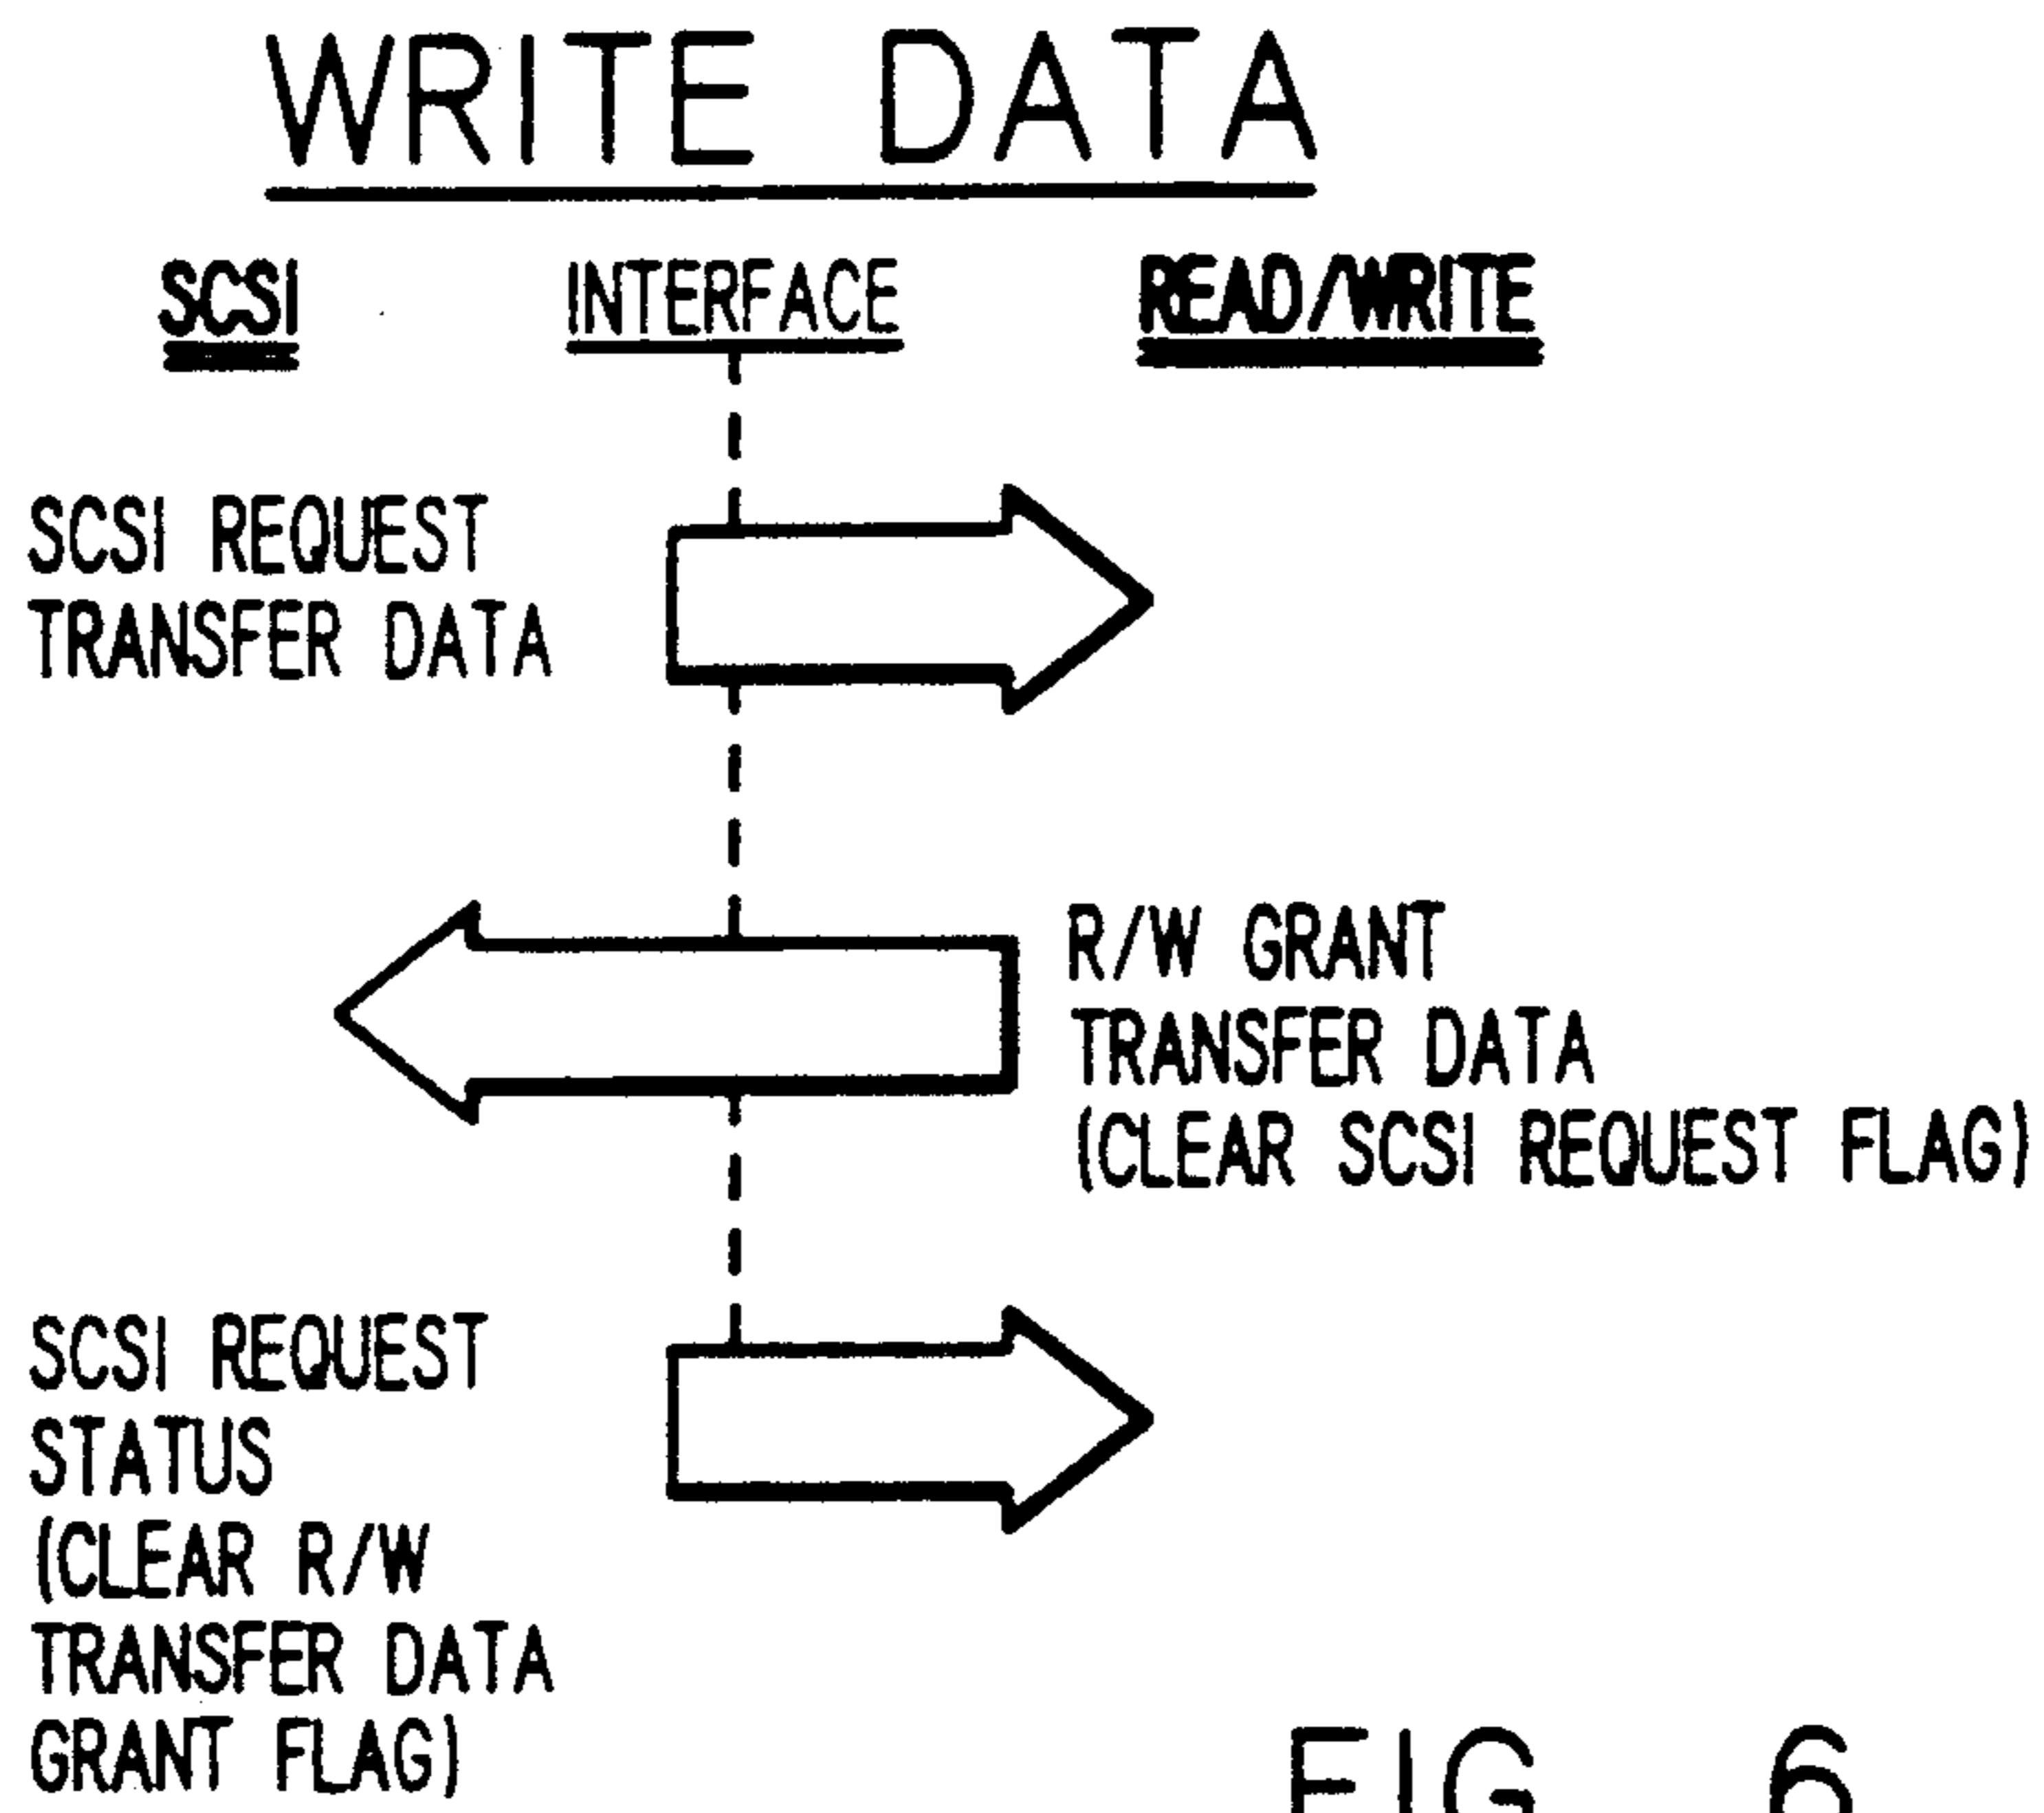 WRITE DATA
SCSI INTERFACE READ/WRITE
SCSI REQUEST
TRANSFER DATA
R/W GRANT
TRANSFER DATA
(CLEAR SCSI REQUEST FLAG)
SCSI REQUEST
STATUS
(CLEAR R/W
TRANSFER DATA
GRANT FLAG)
FIG 6